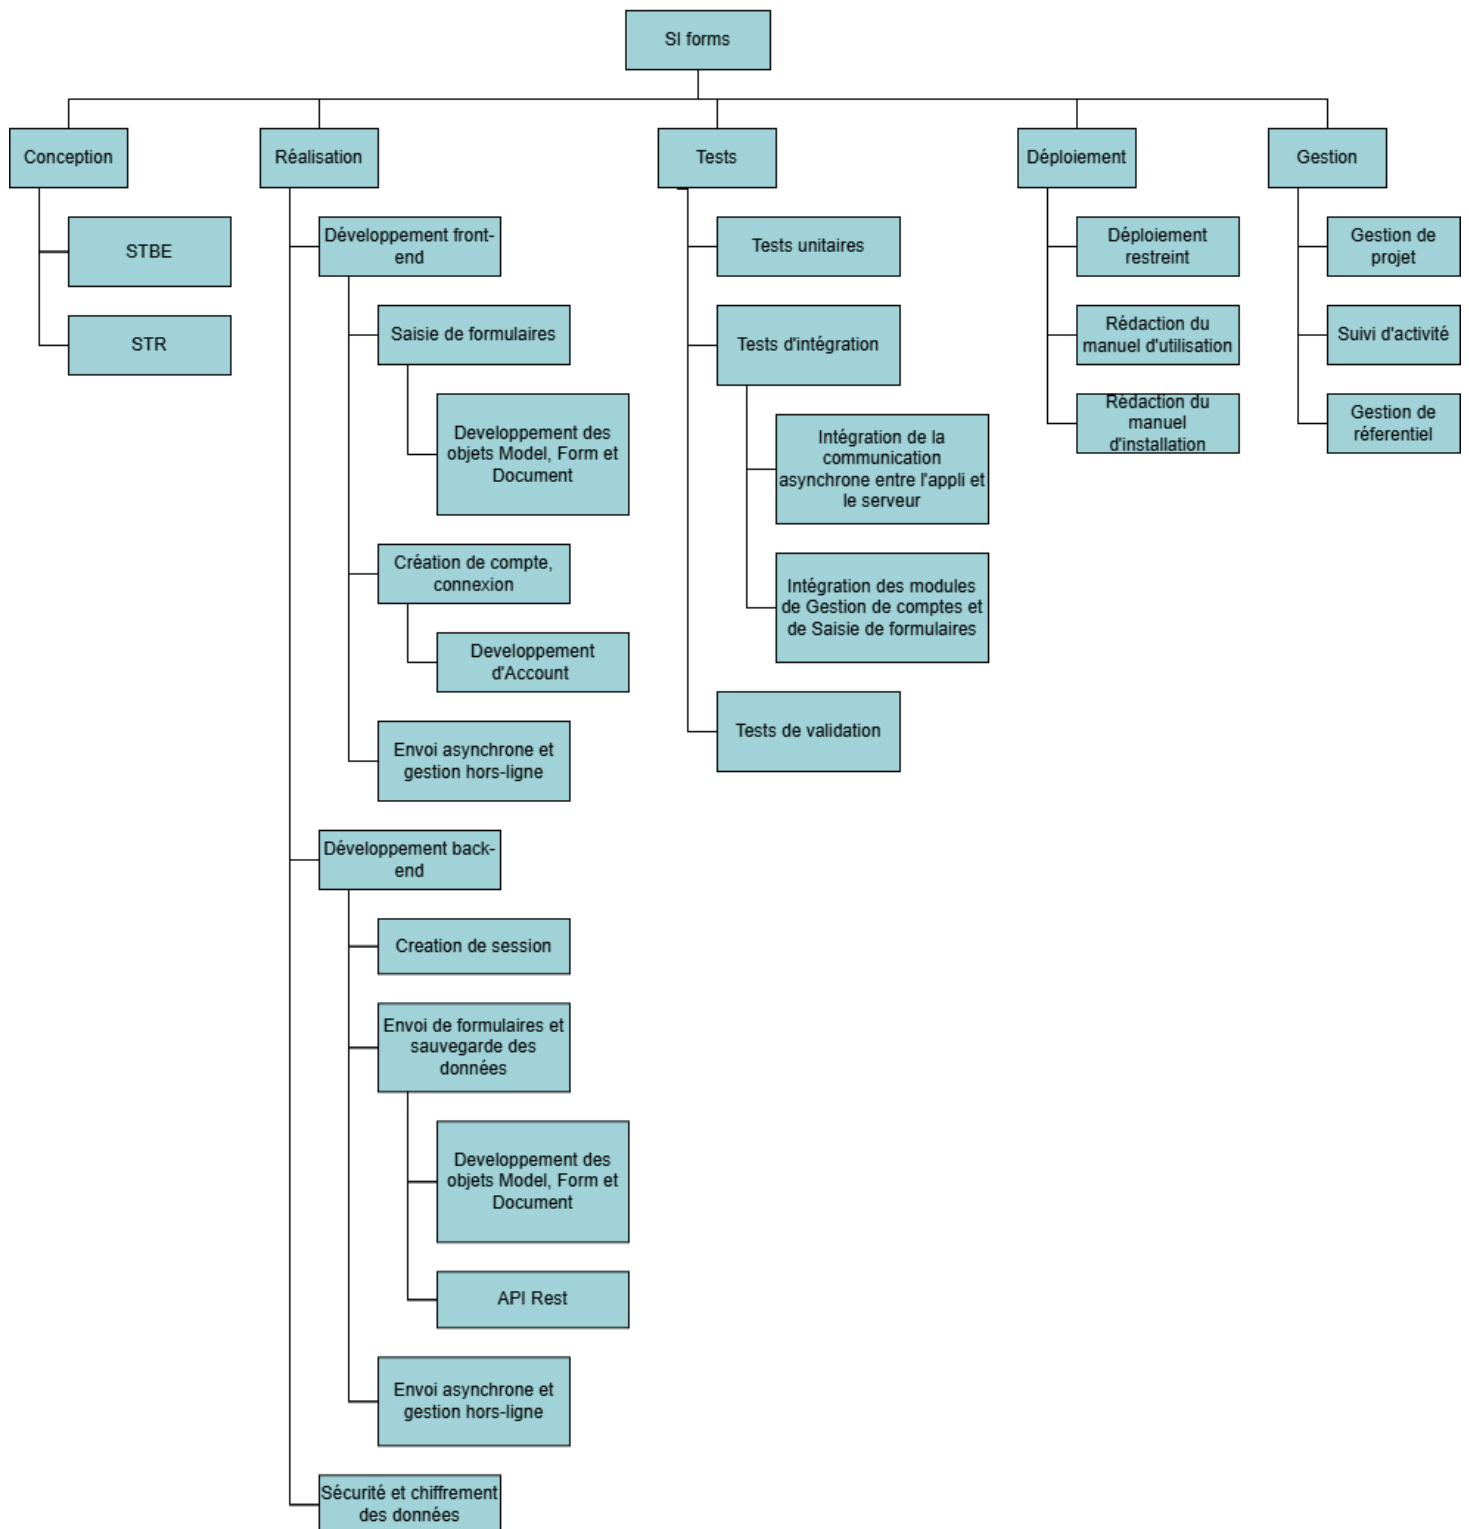 SI forms
Conception
Réalisation
Tests
Déploiement
Gestion
STBE
STR
Développement front-
end
Saisie de formulaires
Developpement des
objets Model, Form et
Document
Création de compte,
connexion
Developpement
d'Account
Envoi asynchrone et
gestion hors-ligne
Développement back-
end
Creation de session
Envoi de formulaires et
sauvegarde des
données
Developpement des
objets Model, Form et
Document
API Rest
Envoi asynchrone et
gestion hors-ligne
Sécurité et chiffrement
des données
Tests unitaires
Tests d'intégration
Intégration de la
communication
asynchrone entre l'appli et
le serveur
Intégration des modules
de Gestion de comptes et
de Saisie de formulaires
Tests de validation
Déploiement
restreint
Rédaction du
manuel d'utilisation
Rédaction du
manuel
d'installation
Gestion de
projet
Suivi d'activité
Gestion de
réferentiel